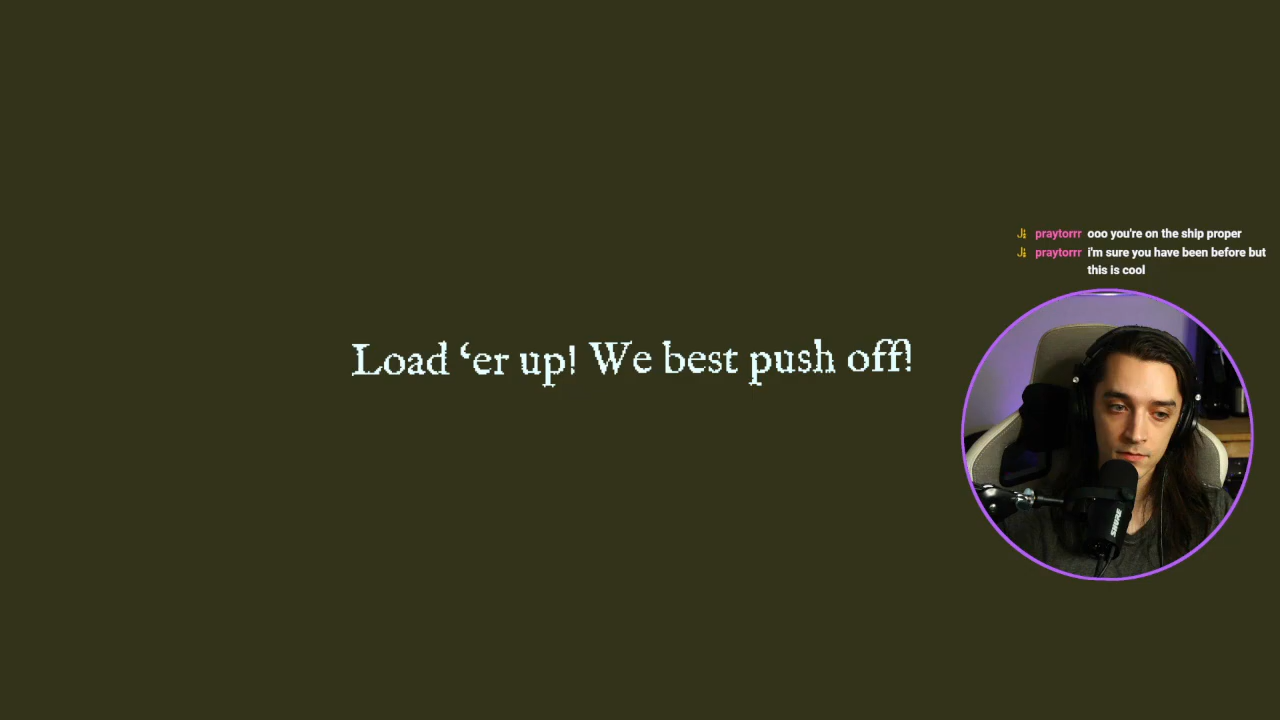 praytorrr ooo you're on the ship proper
praytorrr i'm sure you have been before but
this is cool
Load ‘er up! We best push off!
SHURE